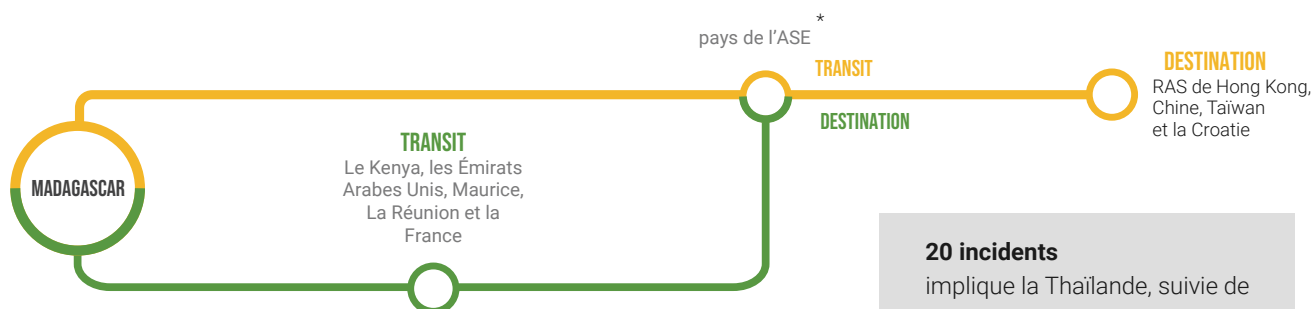 pays de l'ASE *
TRANSIT
DESTINATION
DESTINATION
RAS de Hong Kong,
Chine, Taïwan
et la Croatie
MADAGASCAR
TRANSIT
Le Kenya, les Émirats
Arabes Unis, Maurice,
La Réunion et la
France
20 incidents
implique la Thaïlande, suivie de